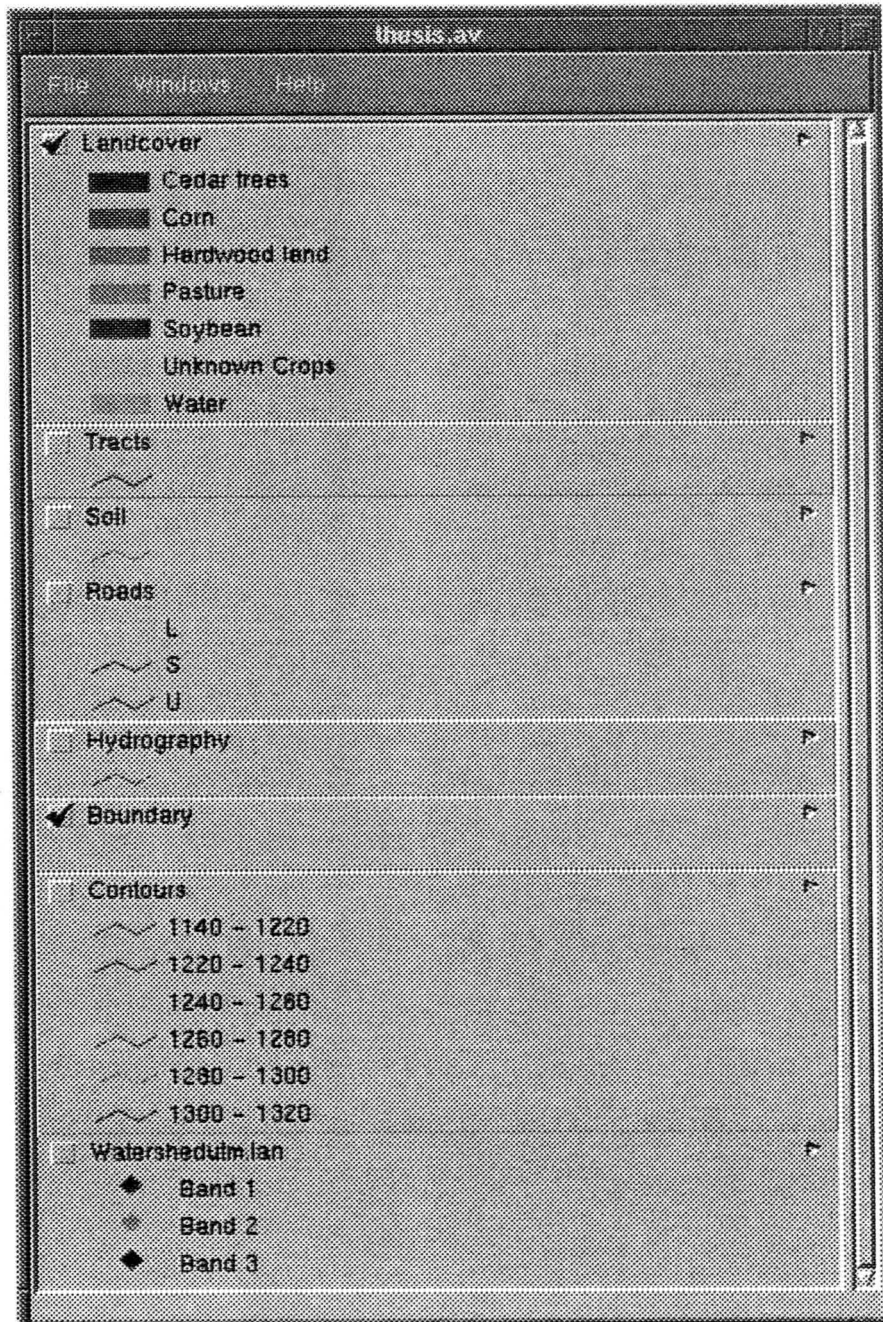 thesis.av
File Windows Help
Landcover
Cedar trees
Corn
Hardwood land
Pasture
Soybean
Unknown Crops
Water
Tracts
Soil
Roads
L
S
U
Hydrography
Boundary
Contours
1140 - 1220
1220 - 1240
1240 - 1260
1260 - 1280
1280 - 1300
1300 - 1320
Watershedutm.lan
Band 1
Band 2
Band 3